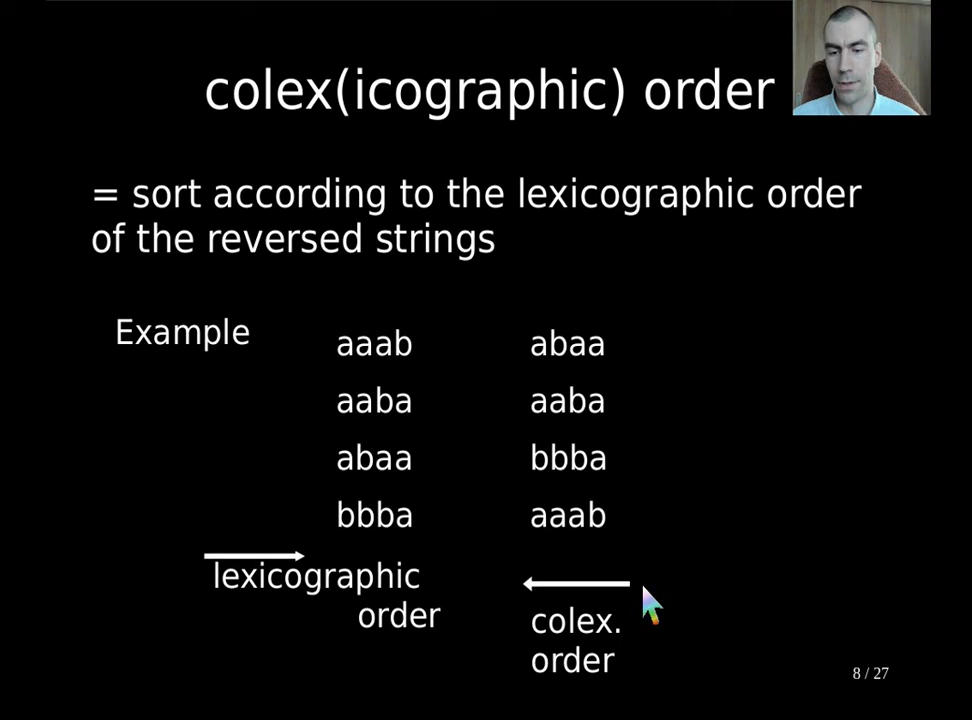 colex(icographic) order
= sort according to the lexicographic order
of the reversed strings
Example
aaab
aaba
abaa
bbba
lexicographic
order
abaa
aaba
bbba
aaab
colex.
order
8 / 27